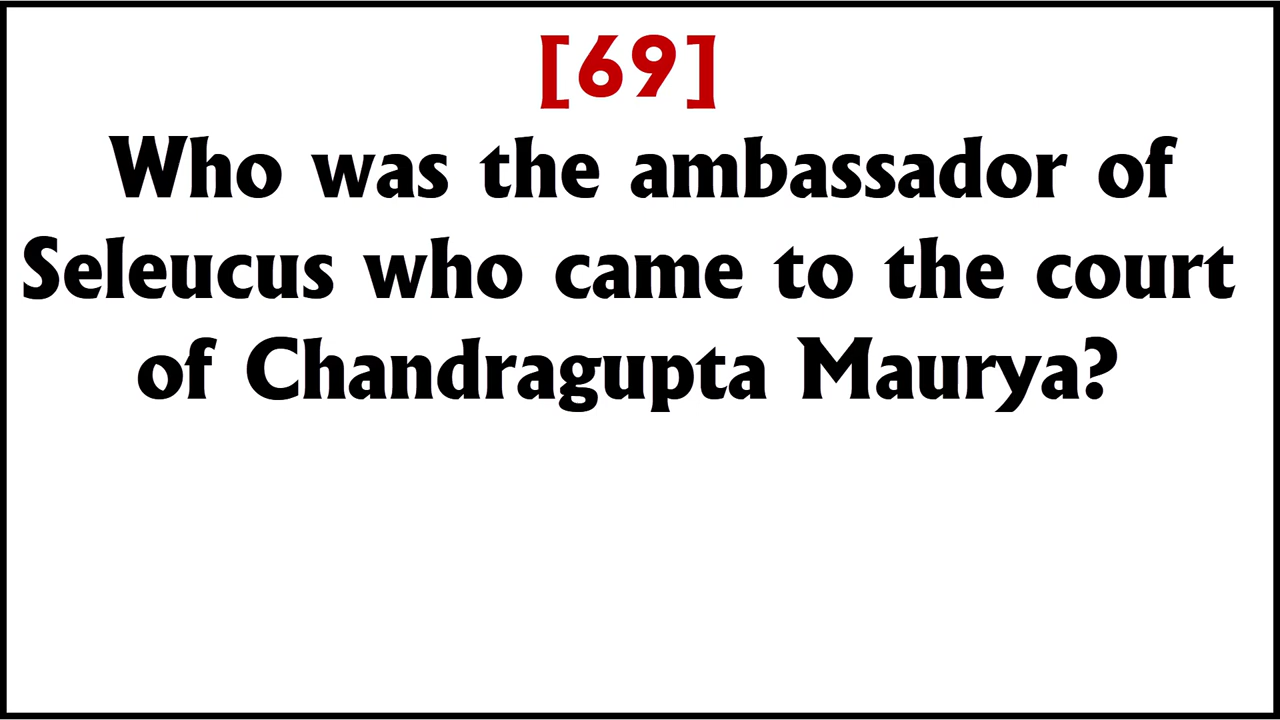 [69]
Who was the ambassador of
Seleucus who came to the court
of Chandragupta Maurya?